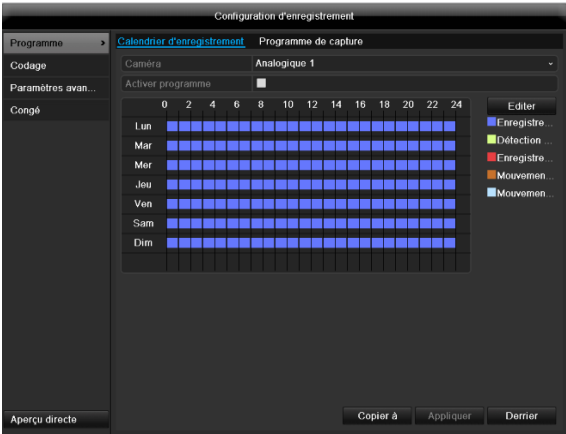 Configuration d'enregistrement
Programme >
Codage
Paramètres avan...
Congé
Aperçu directe
Calendrier d'enregistrement Programme de capture
Caméra Analogique 1
Activer programme
0 2 4 6 8 10 12 14 16 18 20 22 24
Lun
Mar
Mer
Jeu
Ven
Sam
Dim
Editer
Enregistre...
Détection ...
Enregistre...
Mouvemen...
Mouvemen...
Copier à Appliquer Derrier